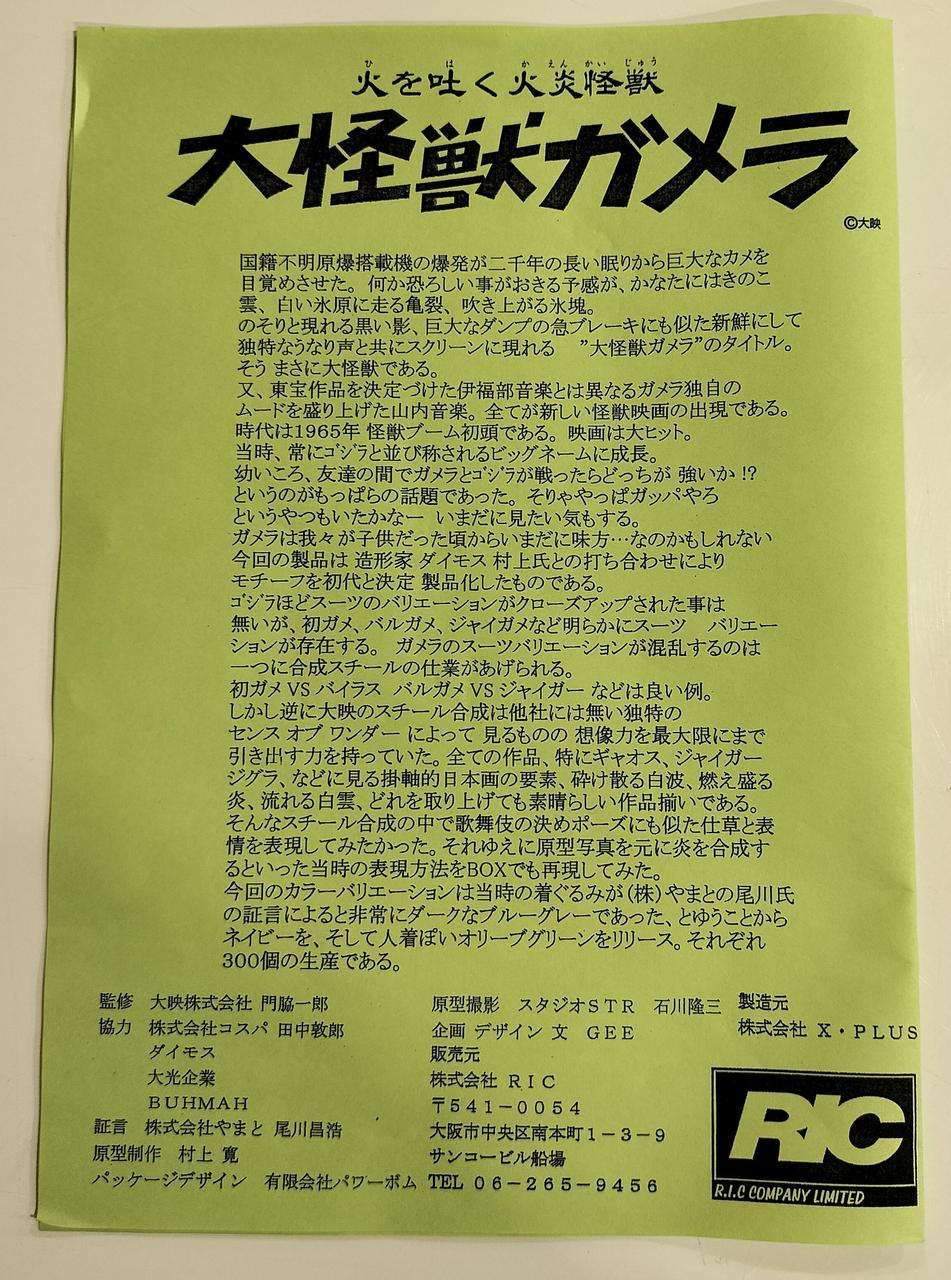 火を吐く火炎怪獣
大怪獣ガメラ
©大映
国籍不明原爆搭載機の爆発が二千年の長い眠りから巨大なカメを
目覚めさせた。何か恐ろしい事がおきる予感が、かなたにはきのこ
雲、白い氷原に走る亀裂、吹き上がる氷塊。
のそりと現れる黒い影、巨大なダンプの急ブレーキにも似た新鮮にして
独特なうなり声と共にスクリーンに現れる ”大怪獣ガメラ”のタイトル。
そう まさに大怪獣である。
又、東宝作品を決定づけた伊福部音楽とは異なるガメラ独自の
ムードを盛り上げた山内音楽。全てが新しい怪獣映画の出現である。
時代は1965年 怪獣ブーム初頭である。映画は大ヒット。
当時、常にｺﾞｼﾞﾗと並び称されるビッグネームに成長。
幼いころ、友達の間でガメラとｺﾞｼﾞﾗが戦ったらどっちが 強いか!?
というのがもっぱらの話題であった。そりゃやっぱガッパやろ
というやつもいたかなー いまだに見たい気もする。
ガメラは我々が子供だった頃からいまだに味方…なのかもしれない
今回の製品は 造形家 ダイモス 村上氏との打ち合わせにより
モチーフを初代と決定 製品化したものである。
ｺﾞｼﾞﾗほどスーツのバリエーションがクローズアップされた事は
無いが、初ガメ、バルガメ、ジャイガメなど明らかにスーツ バリエー
ションが存在する。 ガメラのスーツバリエーションが混乱するのは
一つに合成スチールの仕業があげられる。
初ガメ VS バイラス バルガメ VS ジャイガー などは良い例。
しかし逆に大映のスチール合成は他社には無い独特の
センス オブ ワンダー によって 見るものの 想像力を最大限にまで
引き出す力を持っていた。全ての作品、特にギャオス、ジャイガー
ジグラ、などに見る掛軸的日本画の要素、砕け散る白波、燃え盛る
炎、流れる白雲、どれを取り上げても素晴らしい作品揃いである。
そんなスチール合成の中で歌舞伎の決めポーズにも似た仕草と表
情を表現してみたかった。それゆえに原型写真を元に炎を合成す
るといった当時の表現方法をBOXでも再現してみた。
今回のカラーバリエーションは当時の着ぐるみが(株)やまとの尾川氏
の証言によると非常にダークなブルーグレーであった、とゆうことから
ネイビーを、そして人着ぽいオリーブグリーンをリリース。それぞれ
300個の生産である。
監修 大映株式会社 門脇一郎
協力 株式会社コスパ 田中敦郎
ダイモス
大光企業
BUHMAH
証言 株式会社やまと 尾川昌浩
原型制作 村上 寛
パッケージデザイン 有限会社パワーボム
原型撮影 スタジオSTR 石川隆三
企画 デザイン 文 GEE
販売元
株式会社 RIC
〒541－0054
大阪市中央区南本町1－3－9
サンコービル船場
TEL 06－265－9456
製造元
株式会社 X・PLUS
RIC
R.I.C COMPANY LIMITED